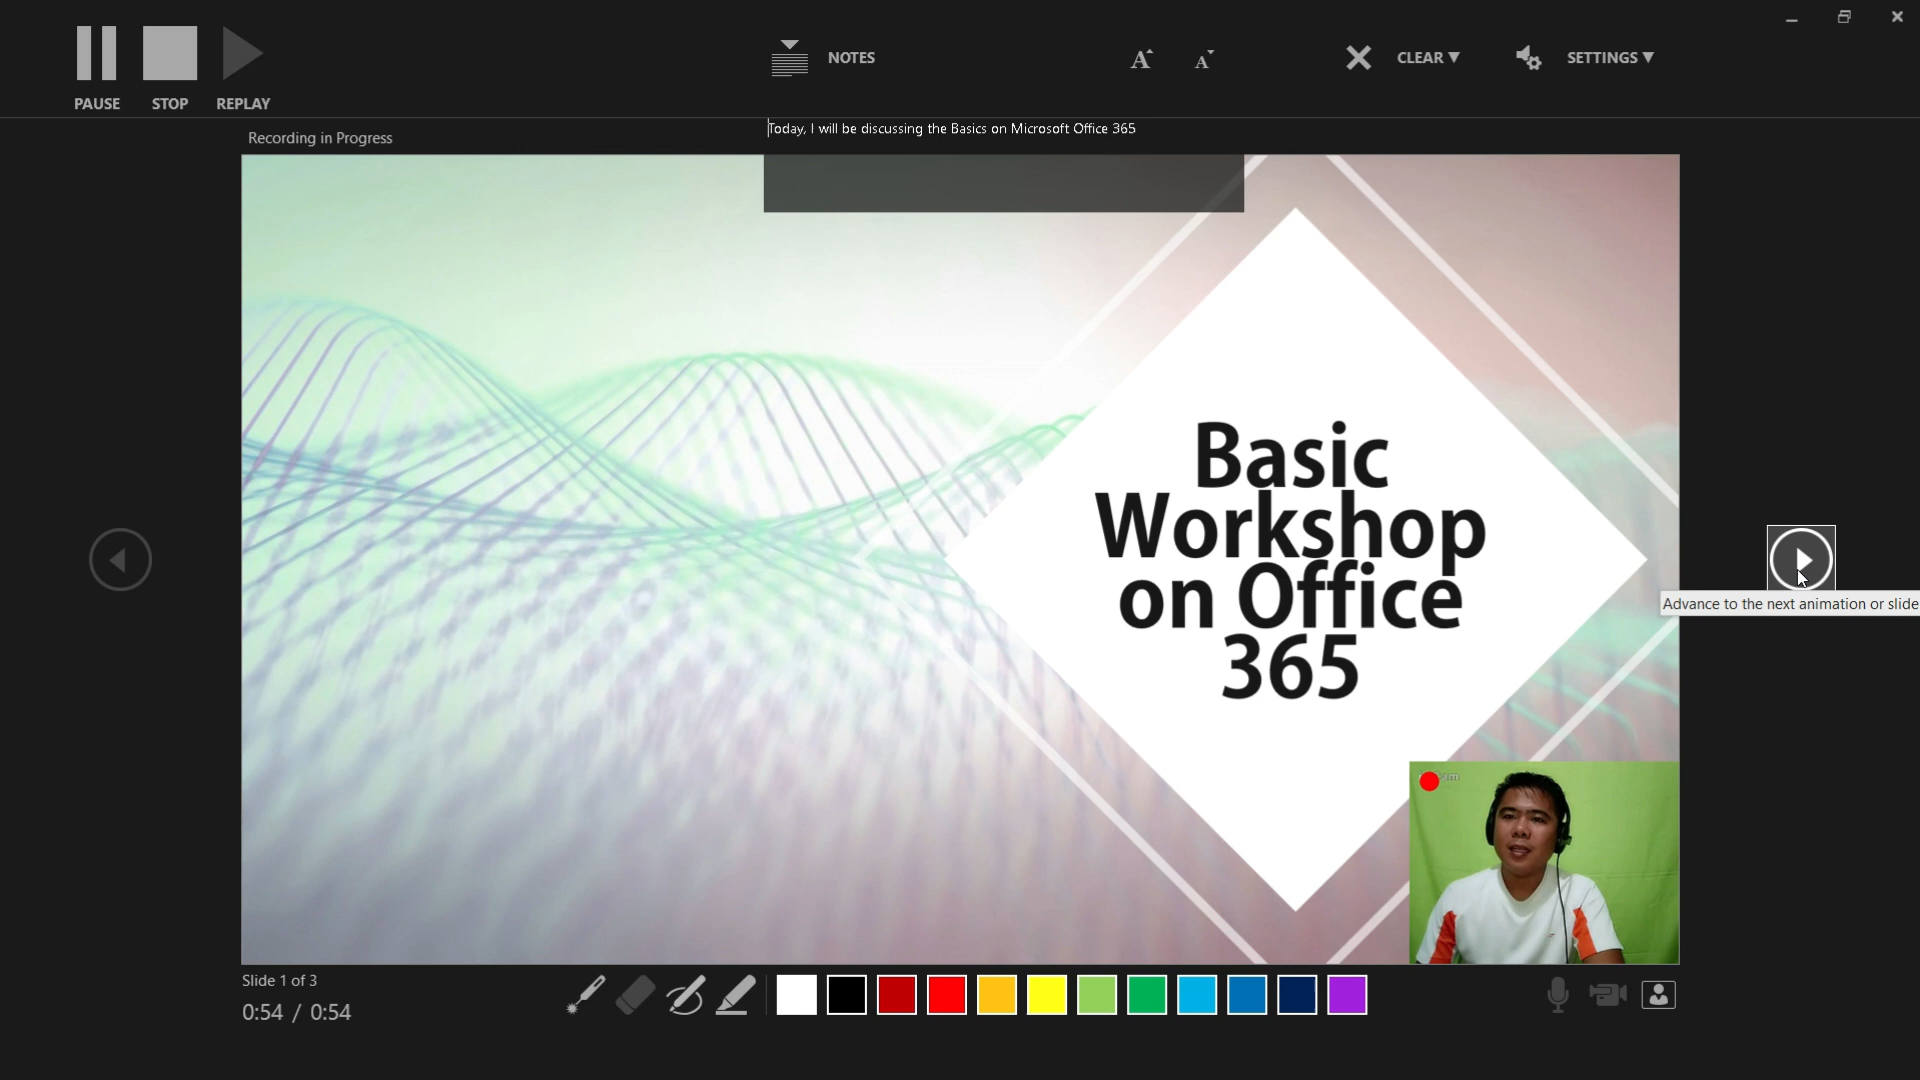 PAUSE
STOP
REPLAY
NOTES
A
A
CLEAR
SETTINGS
Recording in Progress
Today, I will be discussing the Basics on Microsoft Office 365
Basic
Workshop
on Office
365
Advance to the next animation or slide
Slide 1 of 3
0:54 / 0:54